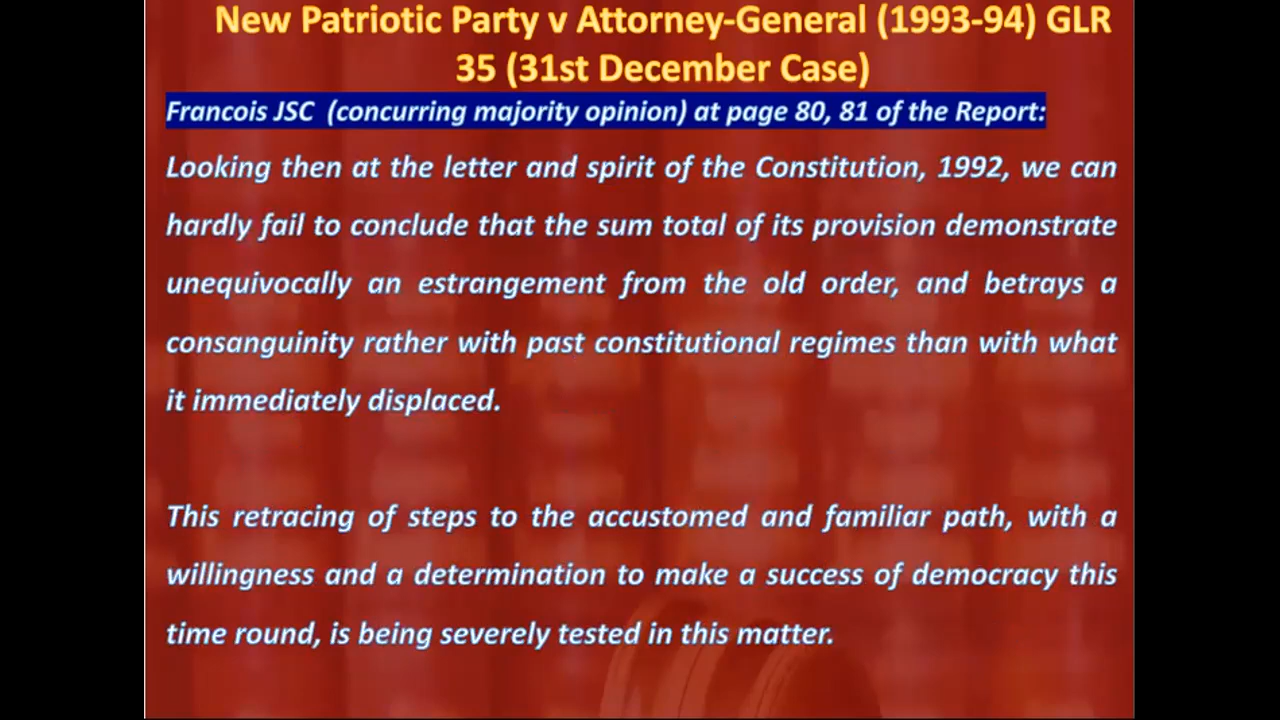 New Patriotic Party v Attorney-General (1993-94) GLR
35 (31st December Case)
Francois JSC (concurring majority opinion) at page 80, 81 of the Report:
Looking then at the letter and spirit of the Constitution, 1992, we can
hardly fail to conclude that the sum total of its provision demonstrate
unequivocally an estrangement from the old order, and betrays a
consanguinity rather with past constitutional regimes than with what
it immediately displaced.
This retracing of steps to the accustomed and familiar path, with a
willingness and a determination to make a success of democracy this
time round, is being severely tested in this matter.